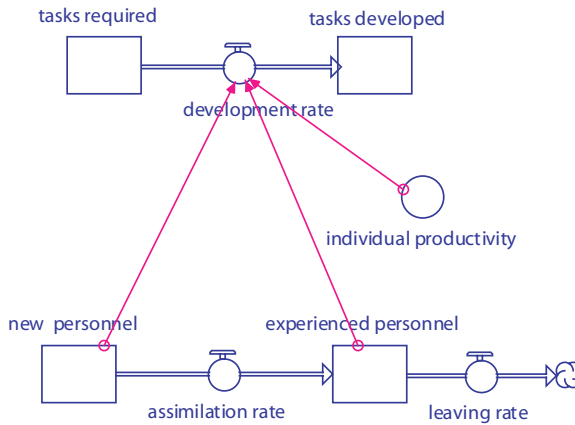 tasks required
tasks developed
development rate
individual productivity
new personnel
experienced personnel
assimilation rate
leaving rate